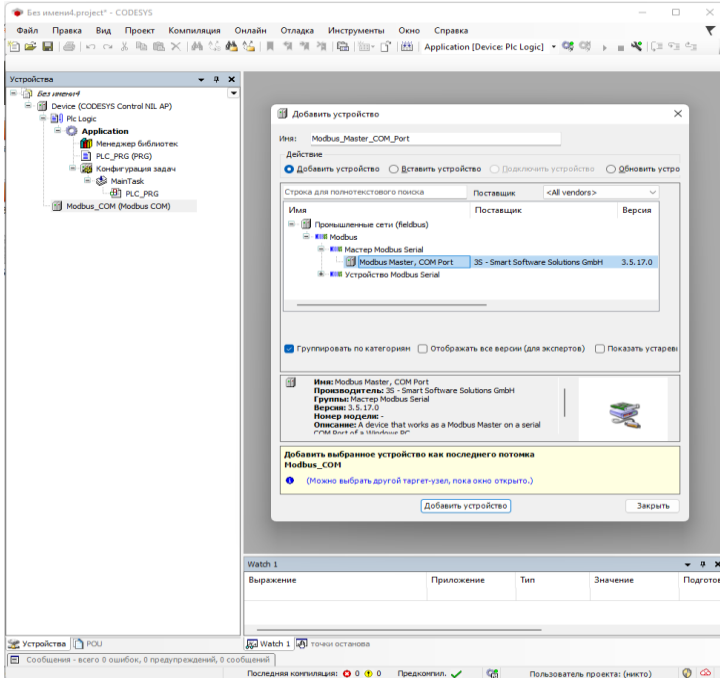 Без имени4.project* - CODESYS
Файл Правка Вид Проект Компиляция Онлайн Отладка Инструменты Окно Справка
Application [Device: Plc Logic]
Устройства
Без имени4
Device (CODESYS Control NIL AP)
Plc Logic
Application
Менеджер библиотек
PLC_PRG (PRG)
Конфигурация задач
MainTask
PLC_PRG
Modbus_COM (Modbus COM)
Добавить устройство
Имя: Modbus_Master_COM_Port
Действие
Добавить устройство Вставить устройство Подключить устройство Обновить устро
Строка для полнотекстового поиска Поставщик <All vendors>
Имя Поставщик Версия
Промышленные сети (fieldbus)
Modbus
Мастер Modbus Serial
Modbus Master, COM Port 3S - Smart Software Solutions GmbH 3.5.17.0
Устройство Modbus Serial
Группировать по категориям Отображать все версии (для экспертов) Показать устарев
Имя: Modbus Master, COM Port
Производитель: 3S - Smart Software Solutions GmbH
Группы: Мастер Modbus Serial
Версия: 3.5.17.0
Номер модели: -
Описание: A device that works as a Modbus Master on a serial
COM Port of a Windows PC
Добавить выбранное устройство как последнего потомка
Modbus_COM
(Можно выбрать другой таргет-узел, пока окно открыто.)
Добавить устройство Закрыть
Watch 1
Выражение Приложение Тип Значение Подготов
Устройства POU Watch 1 точки останова
Сообщения - всего 0 ошибок, 0 предупреждений, 0 сообщений
Последняя компиляция: 0 0 Предкомпил. Пользователь проекта: (никто)